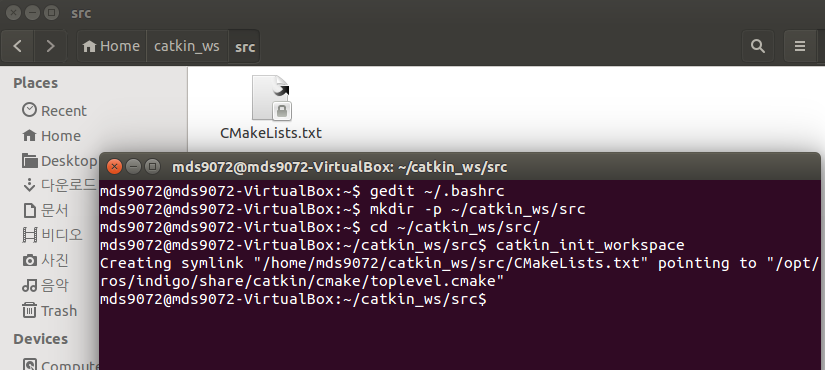 src
Home
catkin_ws
src
Places
Recent
Home
Desktop
다운로드
문서
비디오
사진
음악
Trash
Devices
Compute
CMakeLists.txt
mds9072@mds9072-VirtualBox: ~/catkin_ws/src
mds9072@mds9072-VirtualBox:~$ gedit ~/.bashrc
mds9072@mds9072-VirtualBox:~$ mkdir -p ~/catkin_ws/src
mds9072@mds9072-VirtualBox:~$ cd ~/catkin_ws/src/
mds9072@mds9072-VirtualBox:~/catkin_ws/src$ catkin_init_workspace
Creating symlink "/home/mds9072/catkin_ws/src/CMakeLists.txt" pointing to "/opt/
ros/indigo/share/catkin/cmake/toplevel.cmake"
mds9072@mds9072-VirtualBox:~/catkin_ws/src$